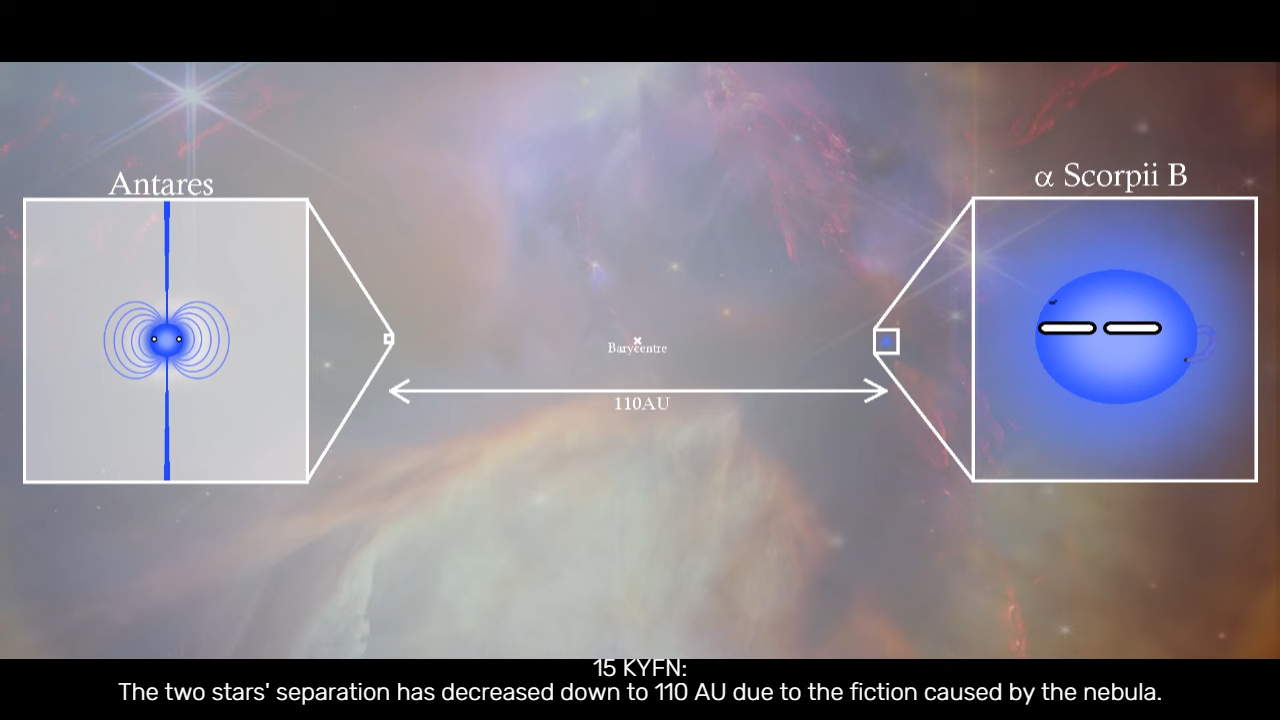 Antares
α Scorpii B
Barycentre
110AU
15 KYFN:
The two stars' separation has decreased down to 110 AU due to the fiction caused by the nebula.